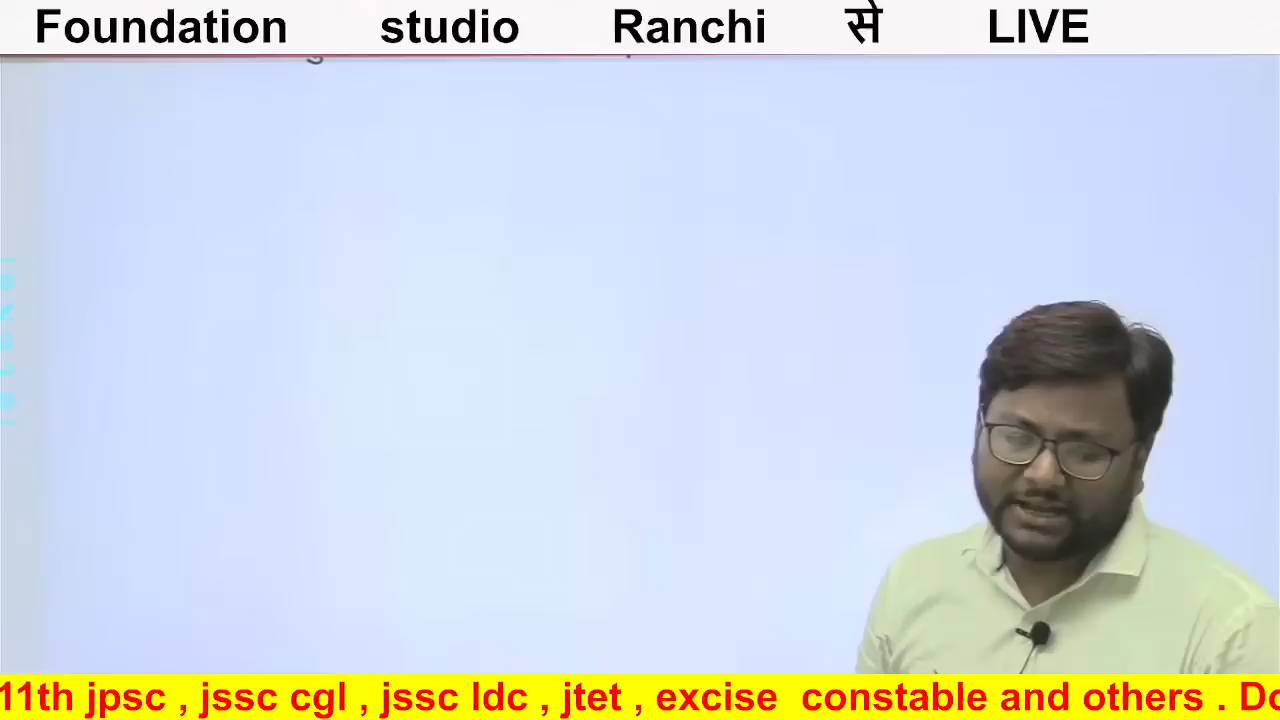 Foundation studio Ranchi से LIVE
11th jpsc , jssc cgl , jssc ldc , jtet , excise constable and others .